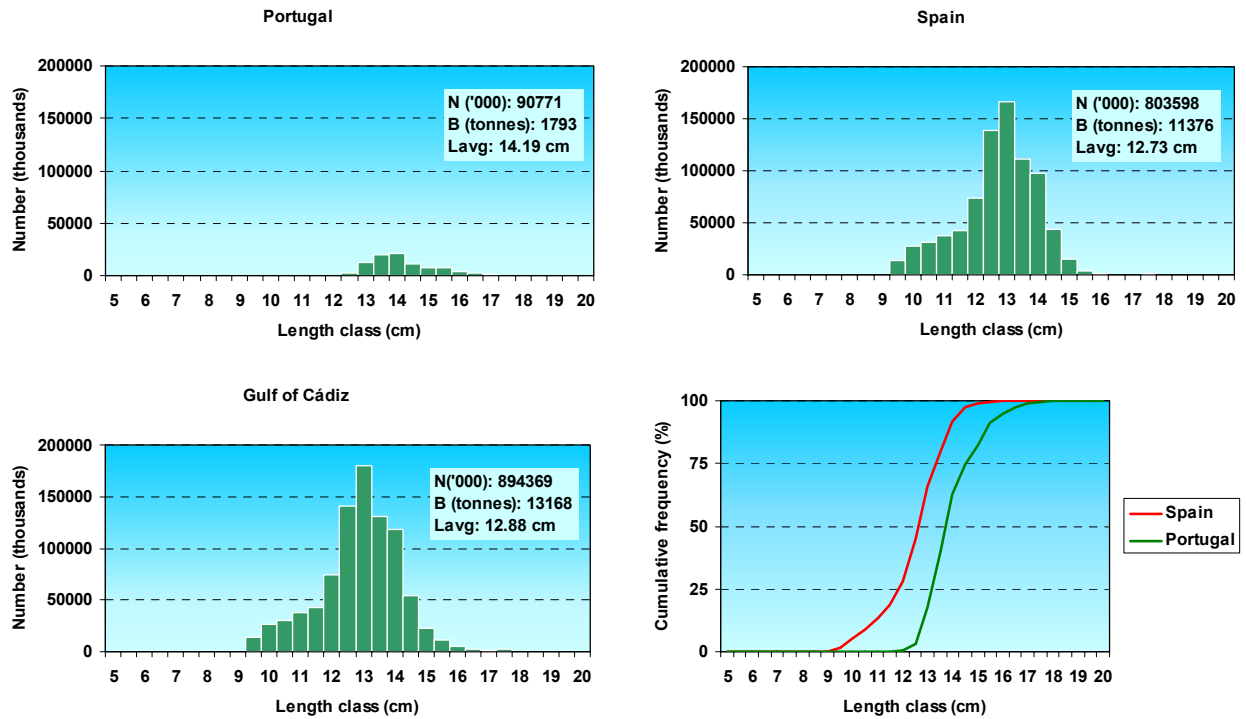 Portugal
200000
150000
100000
50000
0
Number (thousands)
N ('000): 90771
B (tonnes): 1793
Lavg: 14.19 cm
5 6 7 8 9 10 11 12 13 14 15 16 17 18 19 20
Length class (cm)
Spain
200000
150000
100000
50000
0
Number (thousands)
N ('000): 803598
B (tonnes): 11376
Lavg: 12.73 cm
5 6 7 8 9 10 11 12 13 14 15 16 17 18 19 20
Length class (cm)
Gulf of Cádiz
200000
150000
100000
50000
0
Number (thousands)
N('000): 894369
B (tonnes): 13168
Lavg: 12.88 cm
5 6 7 8 9 10 11 12 13 14 15 16 17 18 19 20
Length class (cm)
100
75
50
25
0
Cumulative frequency (%)
5 6 7 8 9 10 11 12 13 14 15 16 17 18 19 20
Length class (cm)
Spain
Portugal